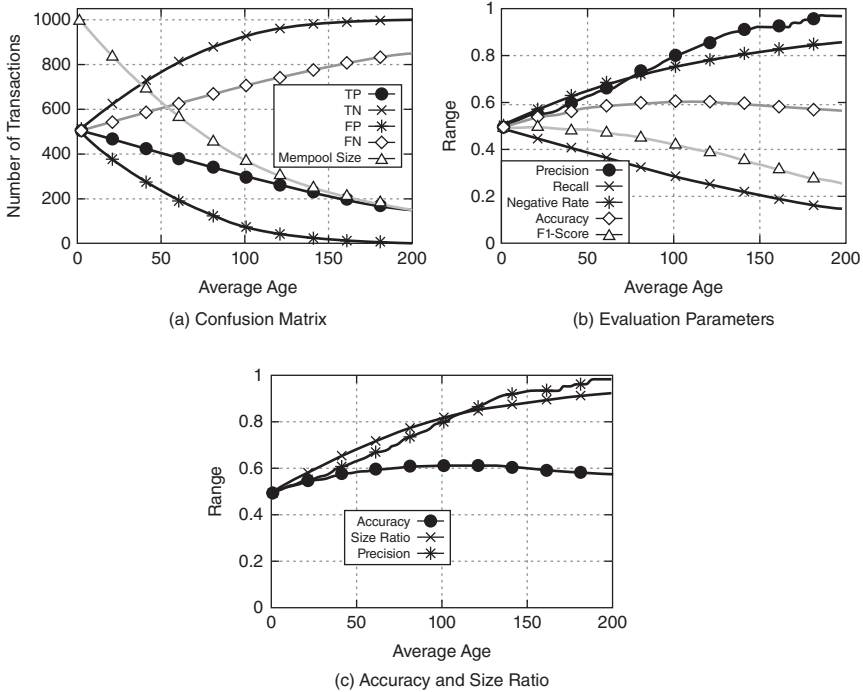 1000
800
600
400
200
0
Number of Transactions
TP
TN
FP
FN
Mempool Size
0 50 100 150 200
Average Age
(a) Confusion Matrix
1
0.8
0.6
0.4
0.2
0
Range
Precision
Recall
Negative Rate
Accuracy
F1-Score
0 50 100 150 200
Average Age
(b) Evaluation Parameters
1
0.8
0.6
0.4
0.2
0
Range
Accuracy
Size Ratio
Precision
0 50 100 150 200
Average Age
(c) Accuracy and Size Ratio